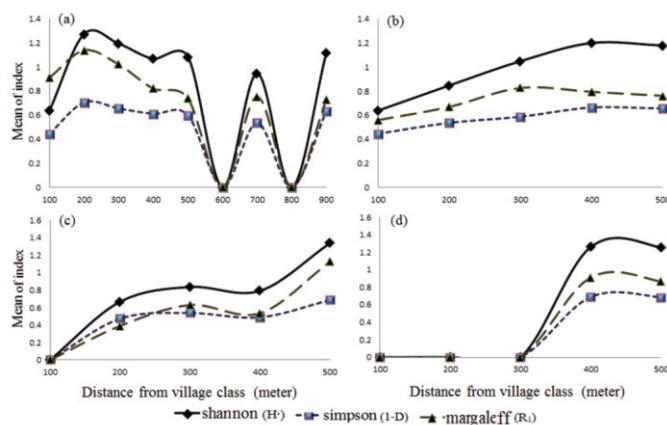 (a)
Mean of index
1.4
1.2
1
0.8
0.6
0.4
0.2
0
100 200 300 400 500 600 700 800 900
(b)
1.4
1.2
1
0.8
0.6
0.4
0.2
0
100 200 300 400 500
(c)
Mean of index
1.6
1.4
1.2
1
0.8
0.6
0.4
0.2
0
100 200 300 400 500
Distance from village class (meter)
(d)
1.6
1.4
1.2
1
0.8
0.6
0.4
0.2
0
100 200 300 400 500
Distance from village class (meter)
shannon (H') simpson (1-D) margaleff (R₁)